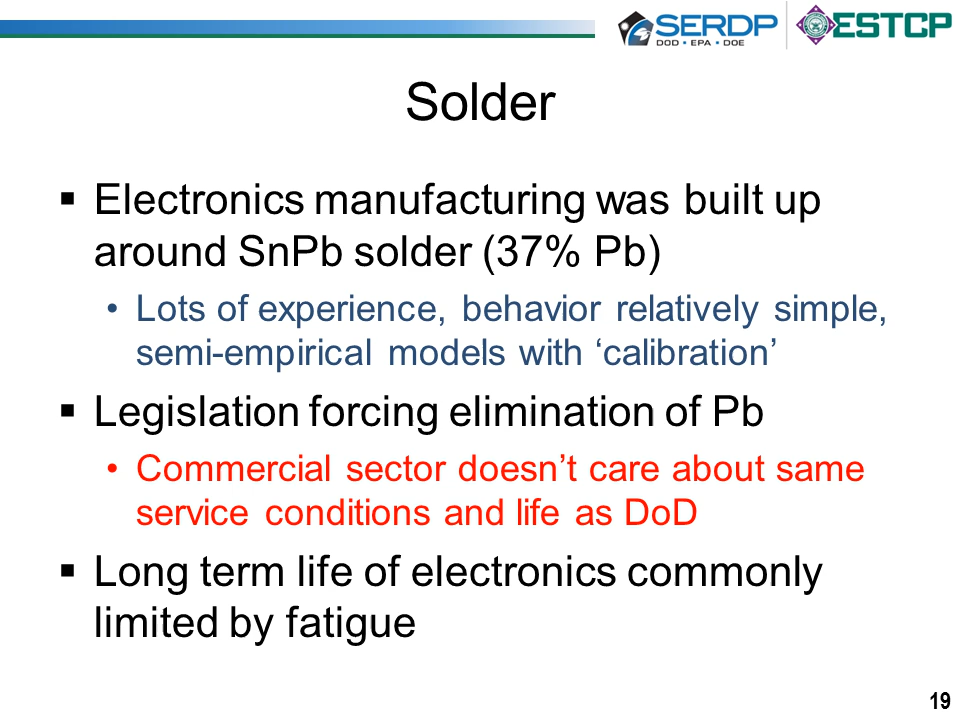 SERDP
DOD • EPA • DOE
ESTCP
Solder
▪ Electronics manufacturing was built up
around SnPb solder (37% Pb)
• Lots of experience, behavior relatively simple,
semi-empirical models with ‘calibration’
▪ Legislation forcing elimination of Pb
• Commercial sector doesn’t care about same
service conditions and life as DoD
▪ Long term life of electronics commonly
limited by fatigue
19